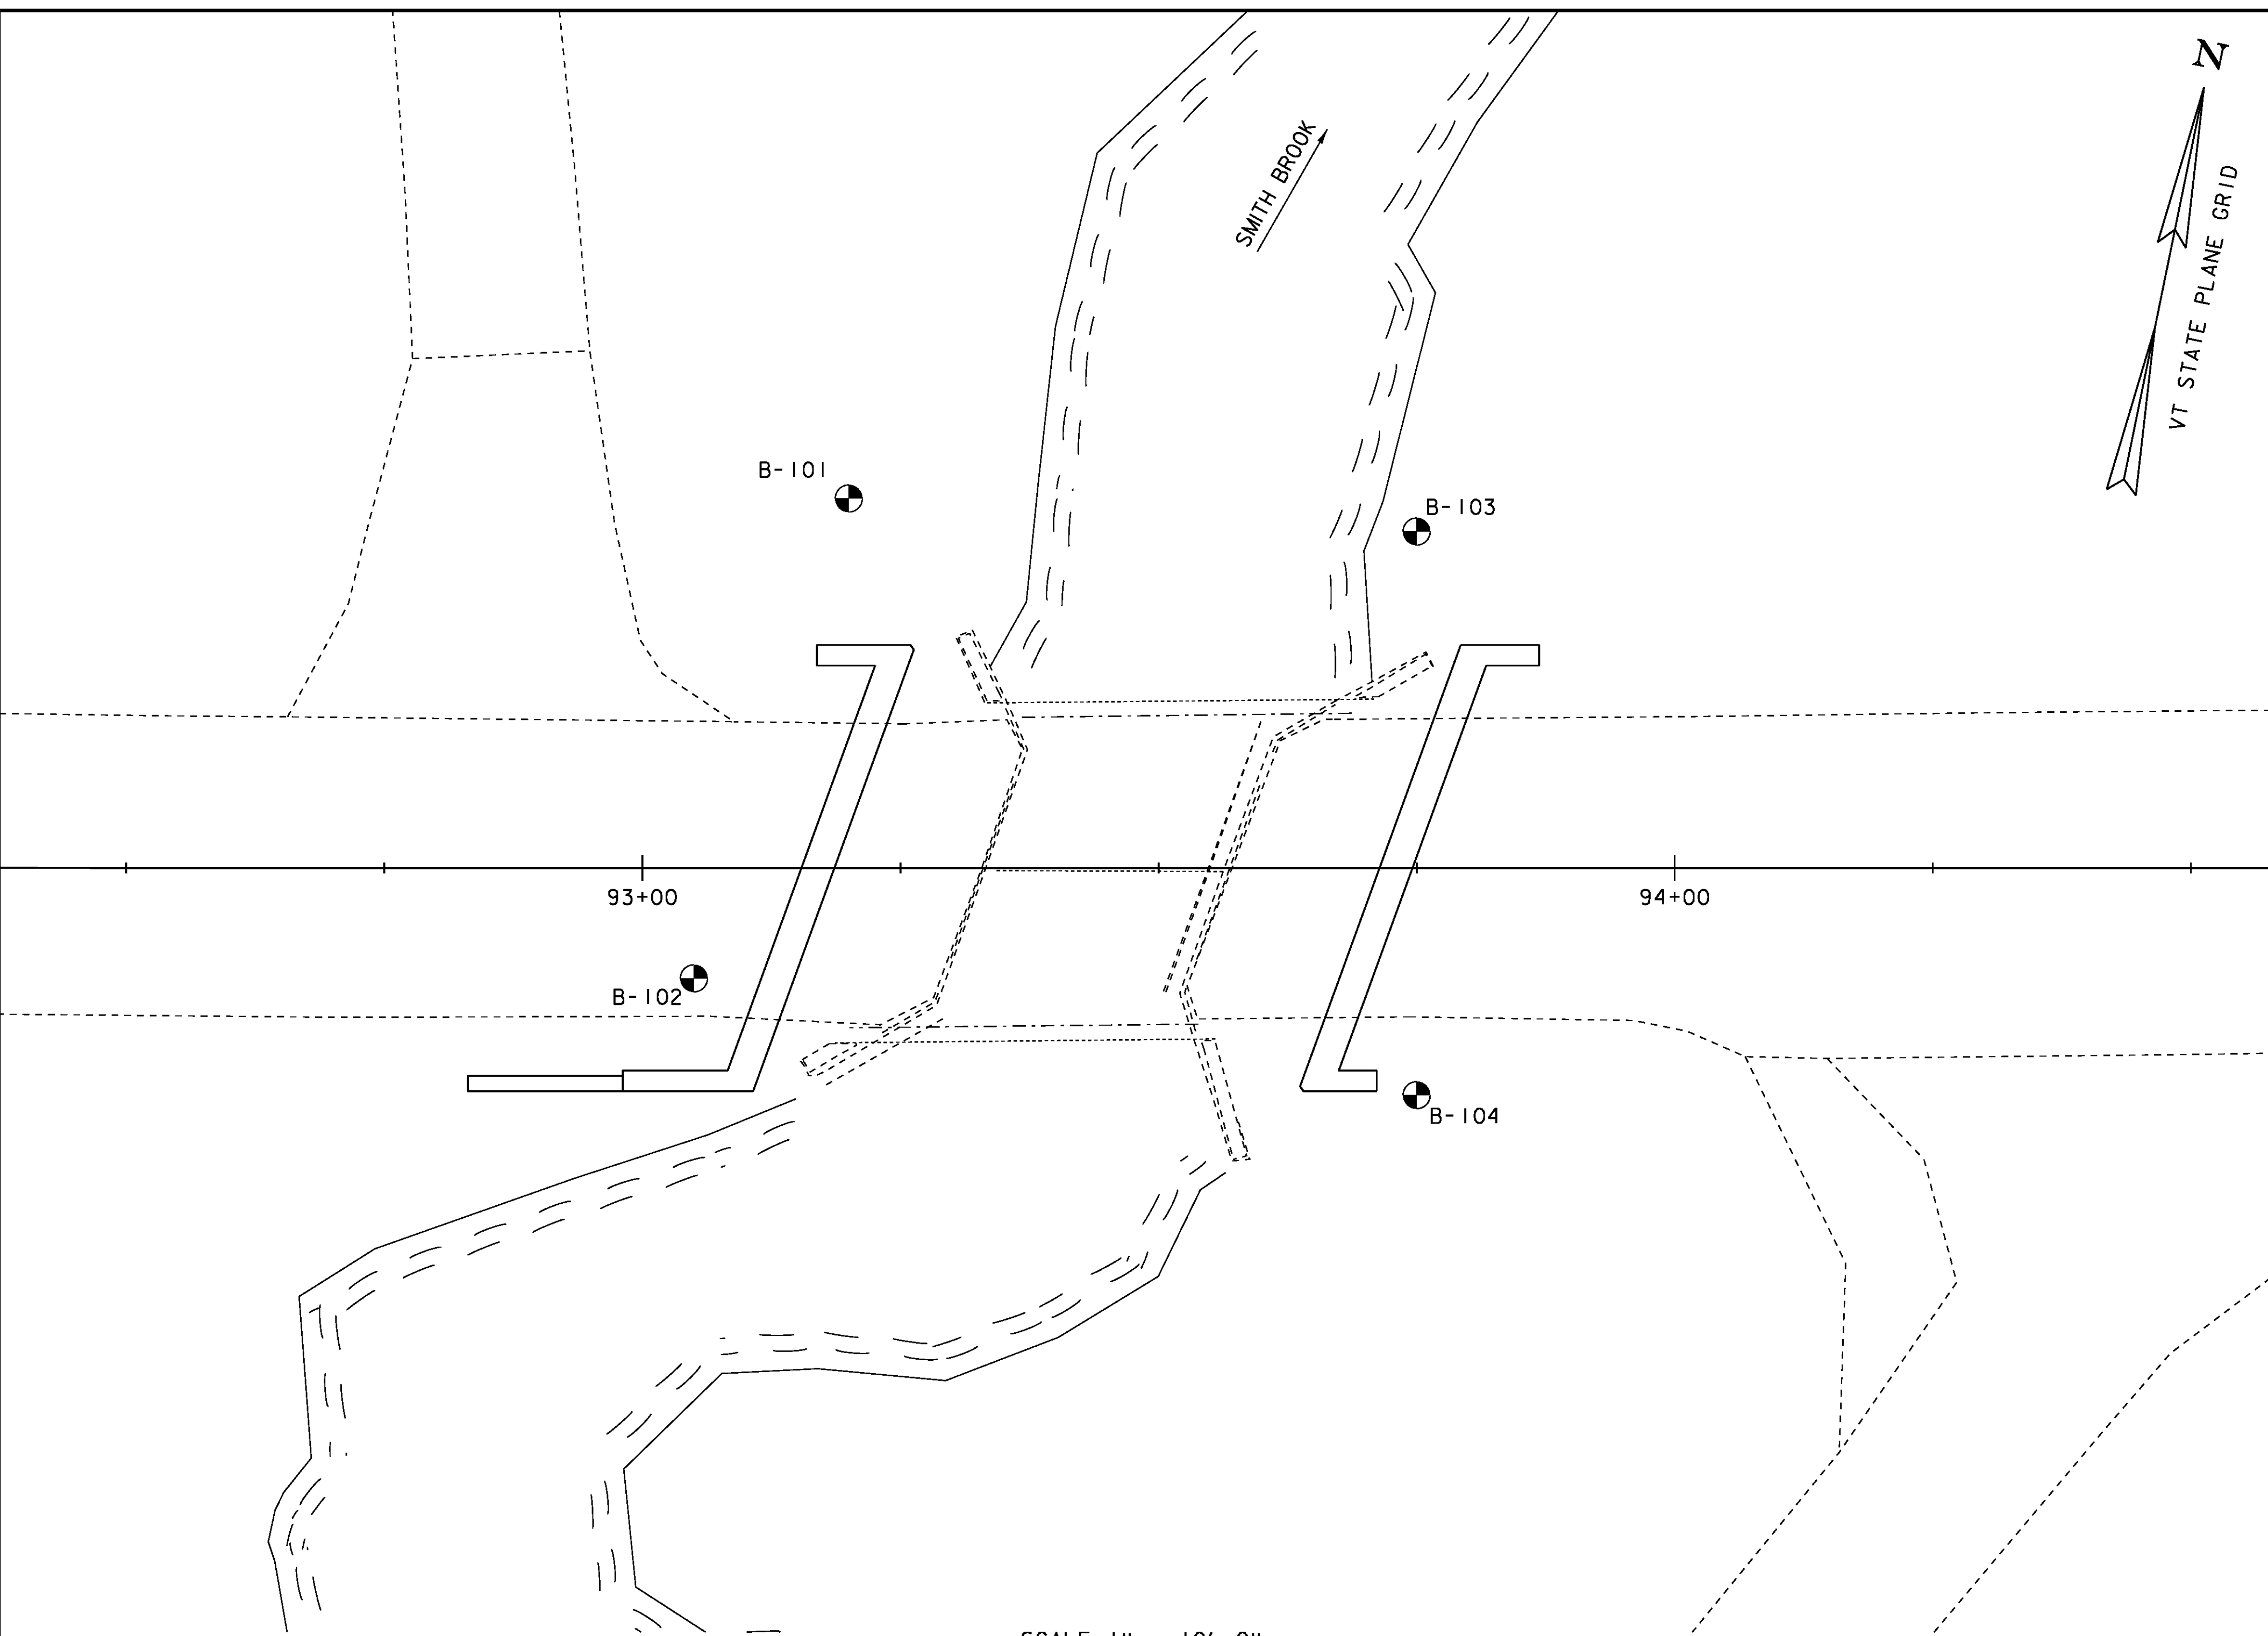 N
SMITH BROOK
VT STATE PLANE GRID
B-101
B-103
93+00
94+00
B-102
B-104